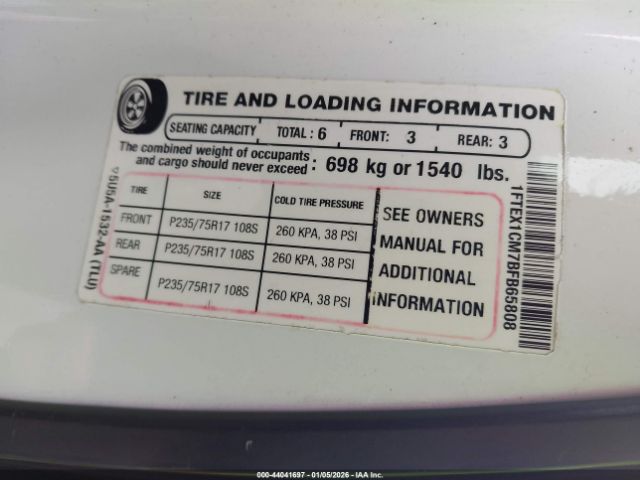 TIRE AND LOADING INFORMATION
SEATING CAPACITY TOTAL : 6 FRONT: 3 REAR: 3
The combined weight of occupants and cargo should never exceed : 698 kg or 1540 lbs.
TIRE SIZE COLD TIRE PRESSURE
FRONT P235/75R17 108S 260 KPA, 38 PSI
REAR P235/75R17 108S 260 KPA, 38 PSI
SPARE P235/75R17 108S 260 KPA, 38 PSI
SEE OWNERS
MANUAL FOR
ADDITIONAL
INFORMATION
5U5A-1532-AA (TLU)
1FTEX1CM7BFB65808
000-44041697 - 01/05/2026 - IAA Inc.